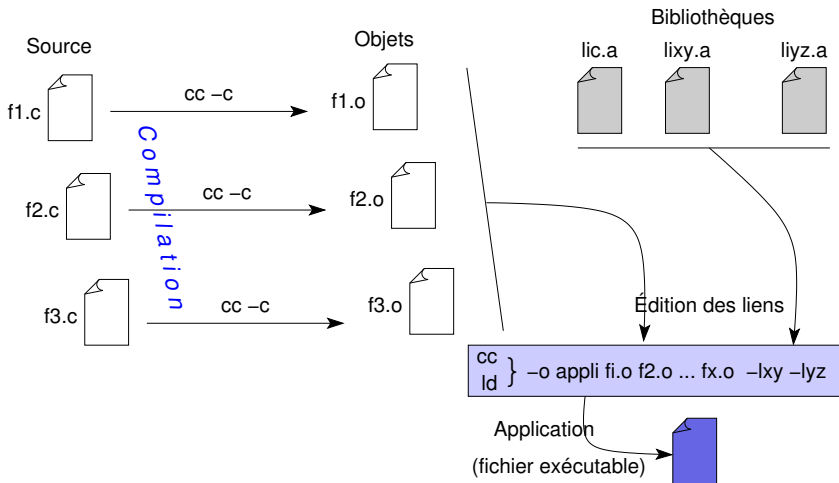 Bibliothèques
Source
Objets
lic.a
lixy.a
liyz.a
f1.c
cc −c
f1.o
Compilation
f2.c
cc −c
f2.o
f3.c
cc −c
f3.o
Édition des liens
cc
ld
} −o appli fi.o f2.o ... fx.o −lxy −lyz
Application
(fichier exécutable)